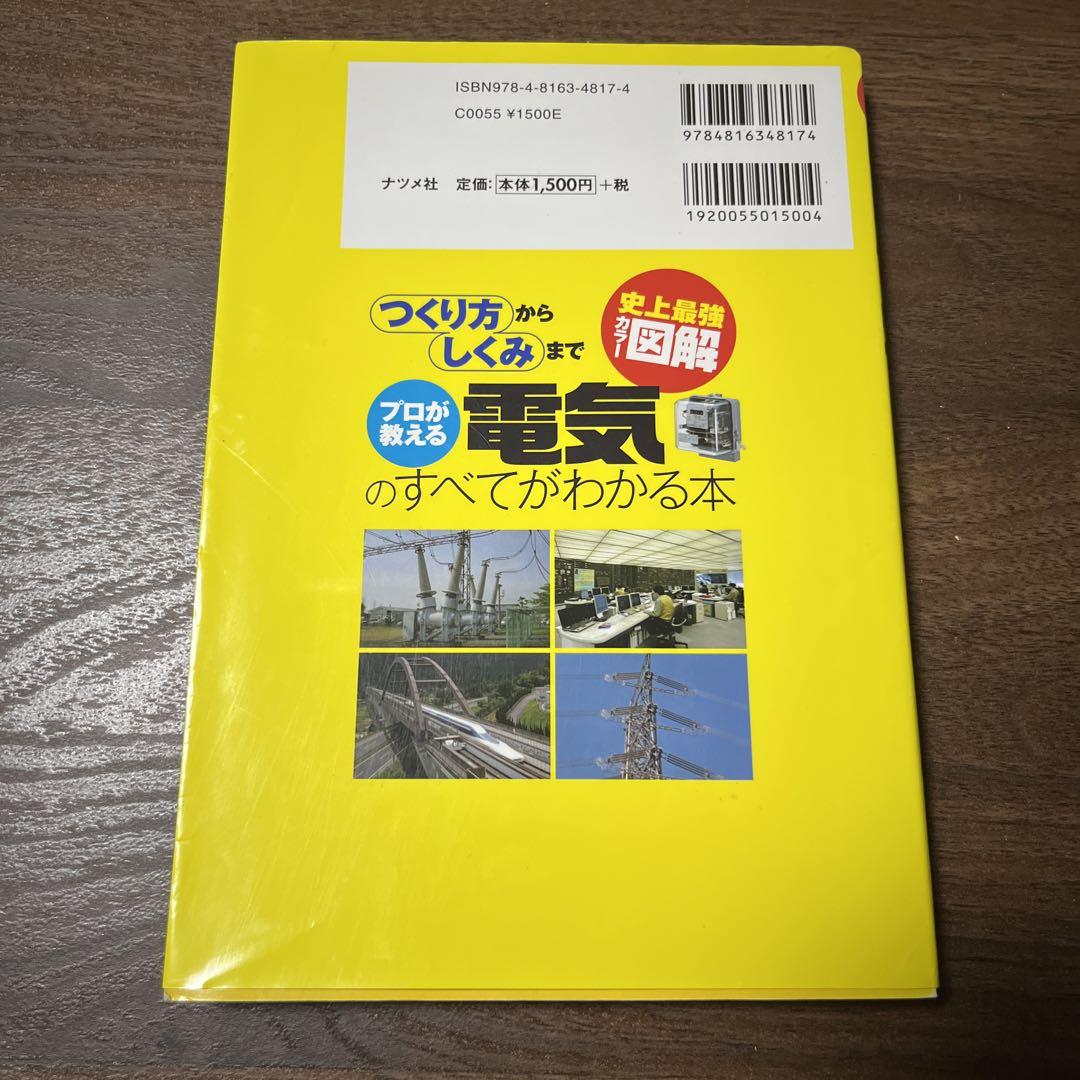 ISBN978-4-8163-4817-4
C0055 ¥1500E
9784816348174
ナツメ社 定価: 本体1,500円 +税
1920055015004
つくり方から
しくみまで
史上最強
カラー図解
プロが
教える
電気
のすべてがわかる本